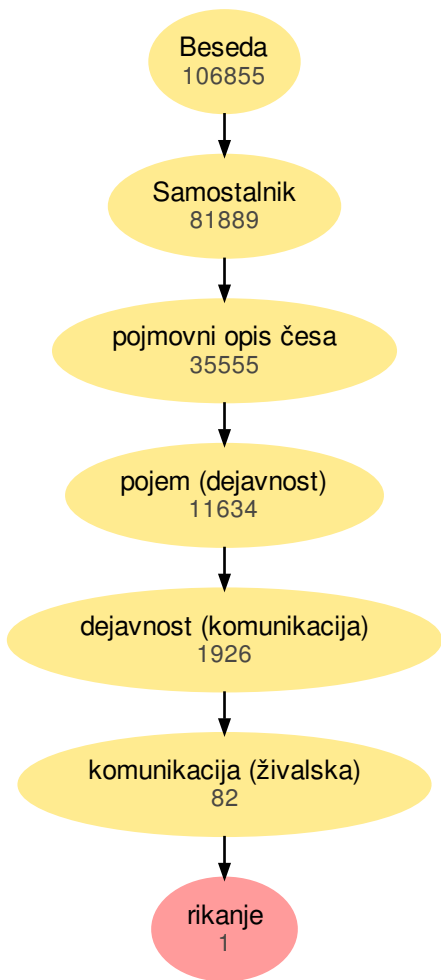 Beseda
106855
Samostalnik
81889
pojmovni opis česa
35555
pojem (dejavnost)
11634
dejavnost (komunikacija)
1926
komunikacija (živalska)
82
rikanje
1